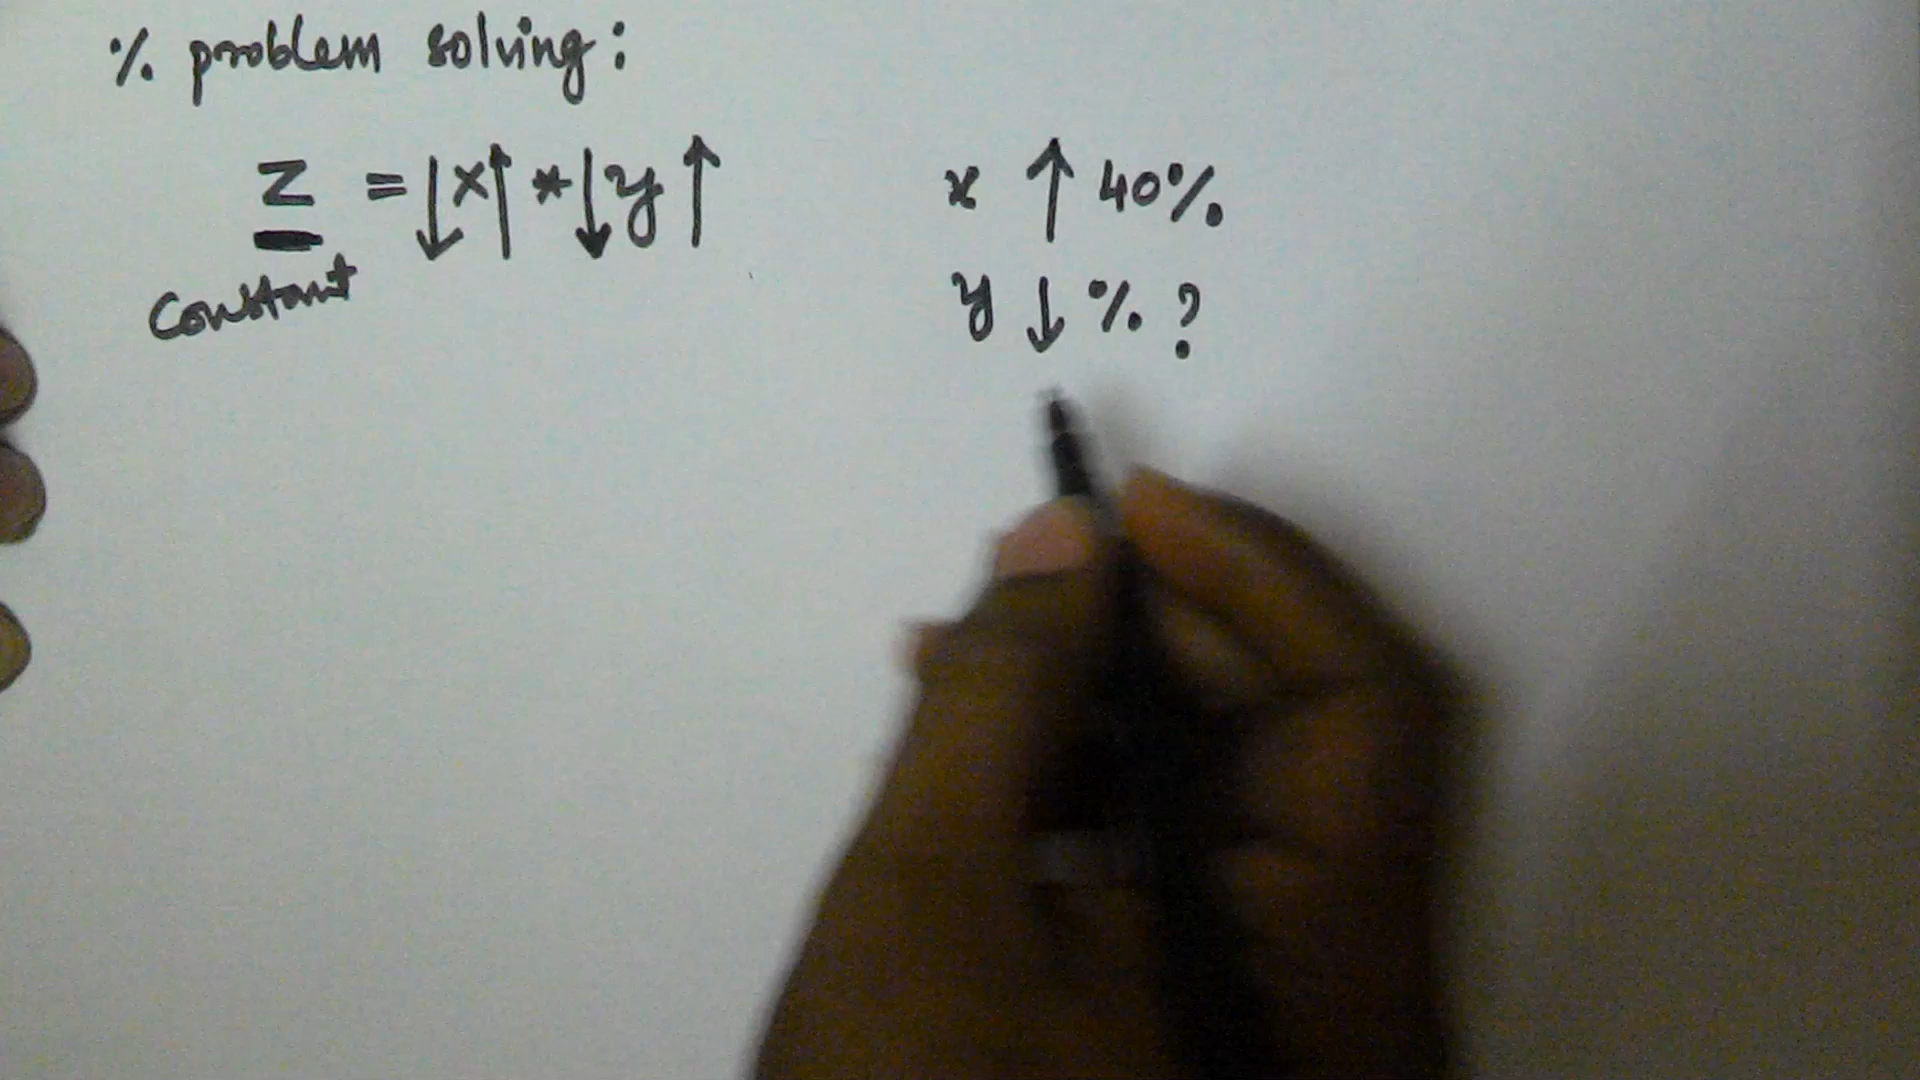 % problem solving:
Z = ↓x↑ * ↓y↑
Constant
x ↑ 40%
y ↓ % ?